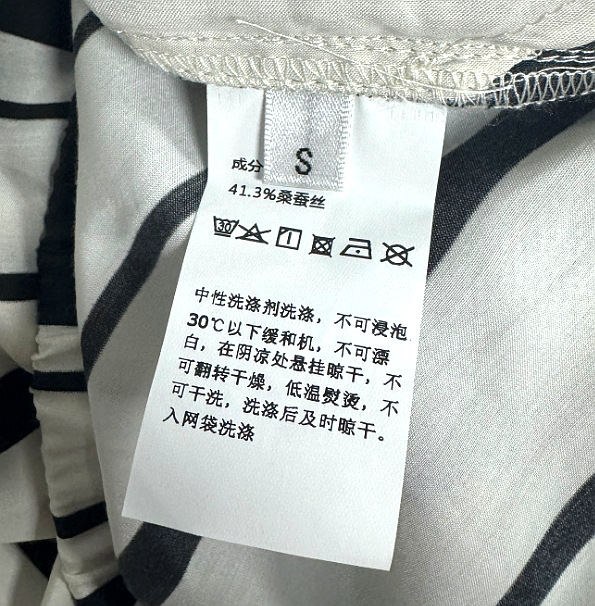 成分
S
41.3%桑蚕丝
30
中性洗涤剂洗涤，不可浸泡
30℃以下缓和机，不可漂
白，在阴凉处悬挂晾干，不
可翻转干燥，低温熨烫，不
可干洗，洗涤后及时晾干。
入网袋洗涤